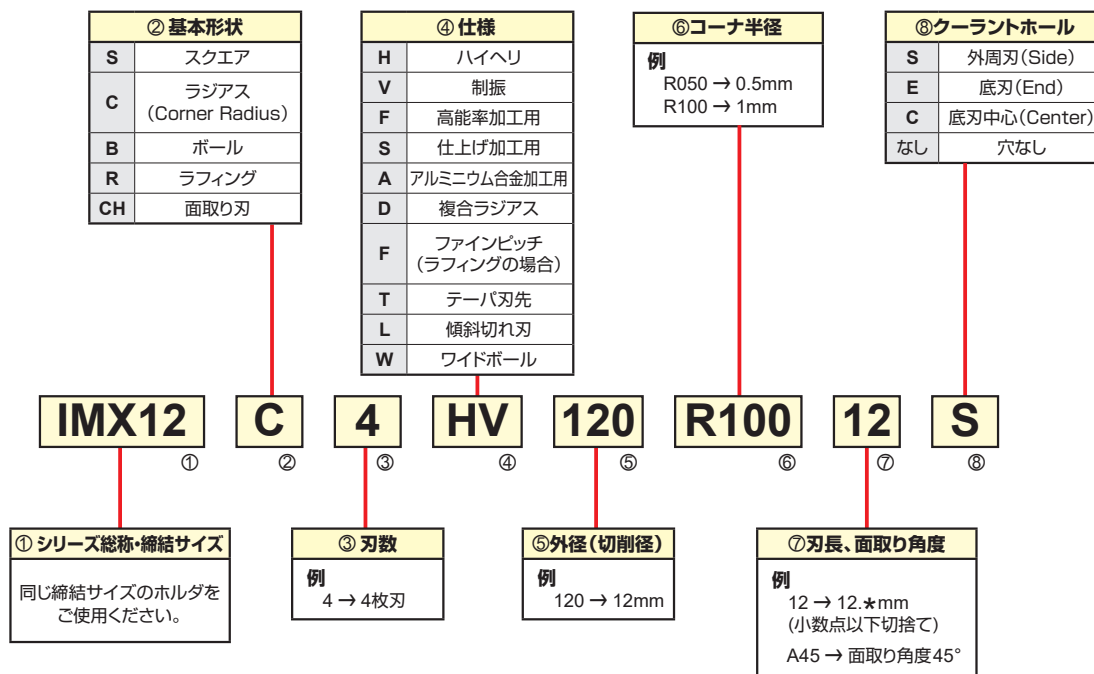 ② 基本形状
S スクエア
C ラジアス
(Corner Radius)
B ボール
R ラフィング
CH 面取り刃
④ 仕様
H ハイヘリ
V 制振
F 高能率加工用
S 仕上げ加工用
A アルミニウム合金加工用
D 複合ラジアス
F ファインピッチ
(ラフィングの場合)
T テーパ刃先
L 傾斜切れ刃
W ワイドボール
⑥コーナ半径
例
R050 → 0.5mm
R100 → 1mm
⑧クーラントホール
S 外周刃(Side)
E 底刃(End)
C 底刃中心(Center)
なし 穴なし
IMX12 C 4 HV 120 R100 12 S
① ② ③ ④ ⑤ ⑥ ⑦ ⑧
① シリーズ総称・締結サイズ
同じ締結サイズのホルダを
ご使用ください。
③ 刃数
例
4 → 4枚刃
⑤外径(切削径)
例
120 → 12mm
⑦刃長、面取り角度
例
12 → 12.★mm
(小数点以下切捨て)
A45 → 面取り角度45°